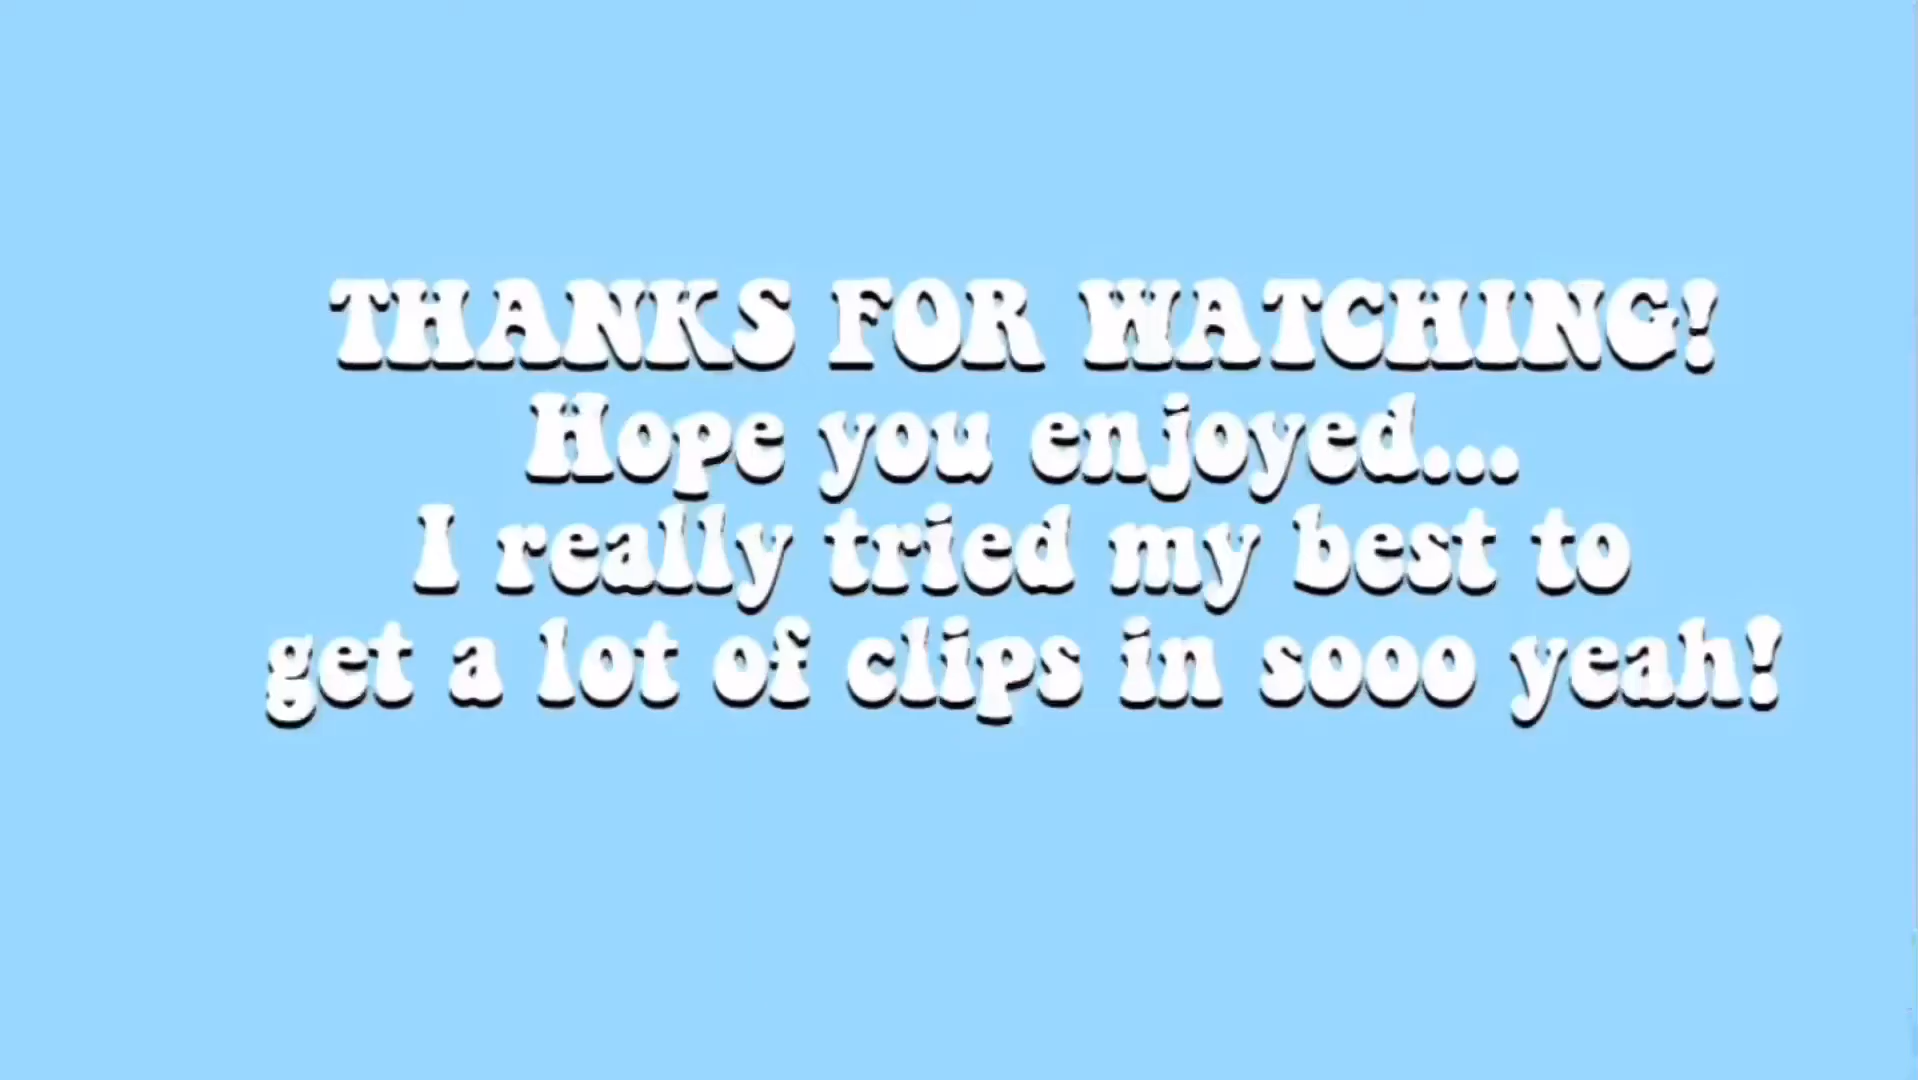 THANKS FOR WATCHING!
Hope you enjoyed...
I really tried my best to
get a lot of clips in sooo yeah!